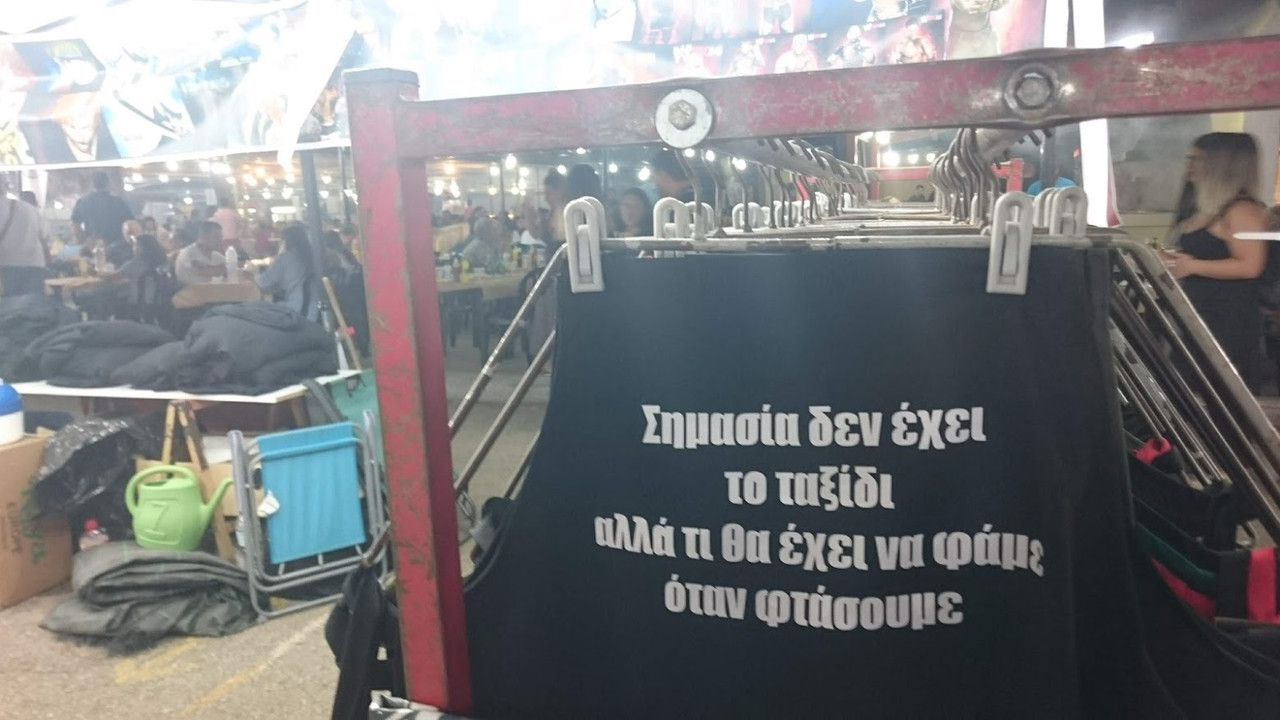 Σημασία δεν έχει
το ταξίδι
αλλά τι θα έχει να φάμε
όταν φτάσουμε